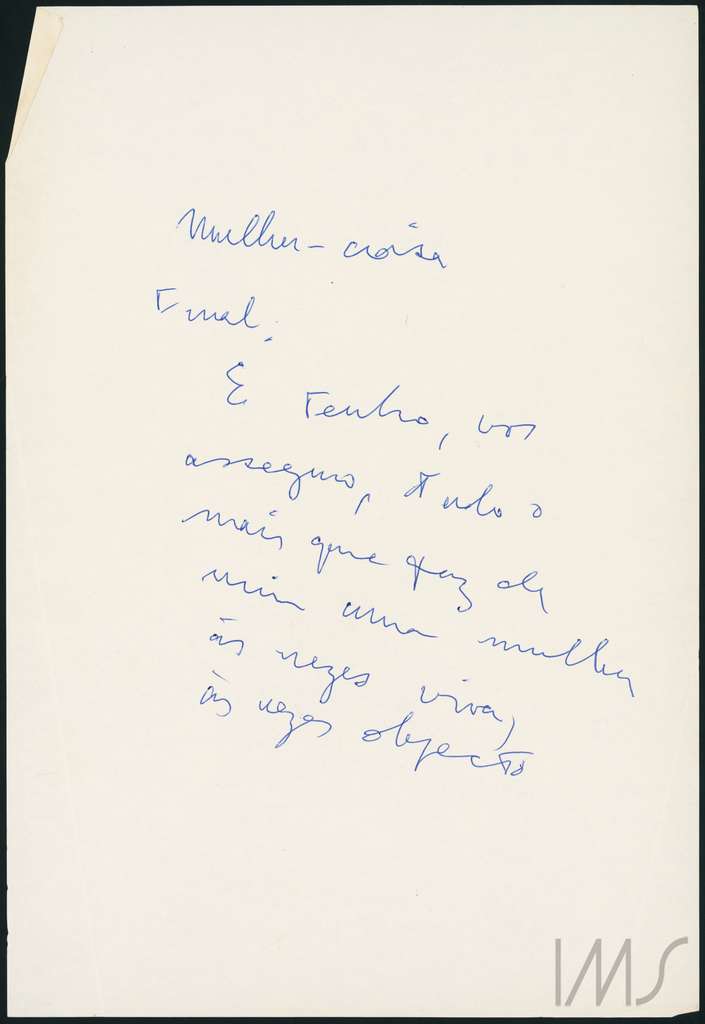 Mulher-coisa
Final:
E tenho, vos
asseguro, tudo o
mais que faz de
mim uma mulher
às vezes viva,
às vezes objecto
IMS